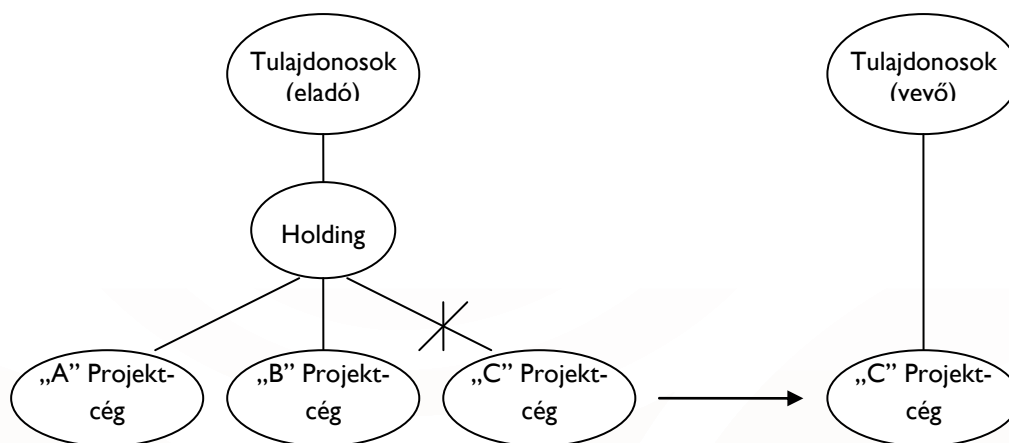 Tulajdonosok
(eladó)
Tulajdonosok
(vevő)
Holding
„A” Projekt-
cég
„B” Projekt-
cég
„C” Projekt-
cég
„C” Projekt-
cég